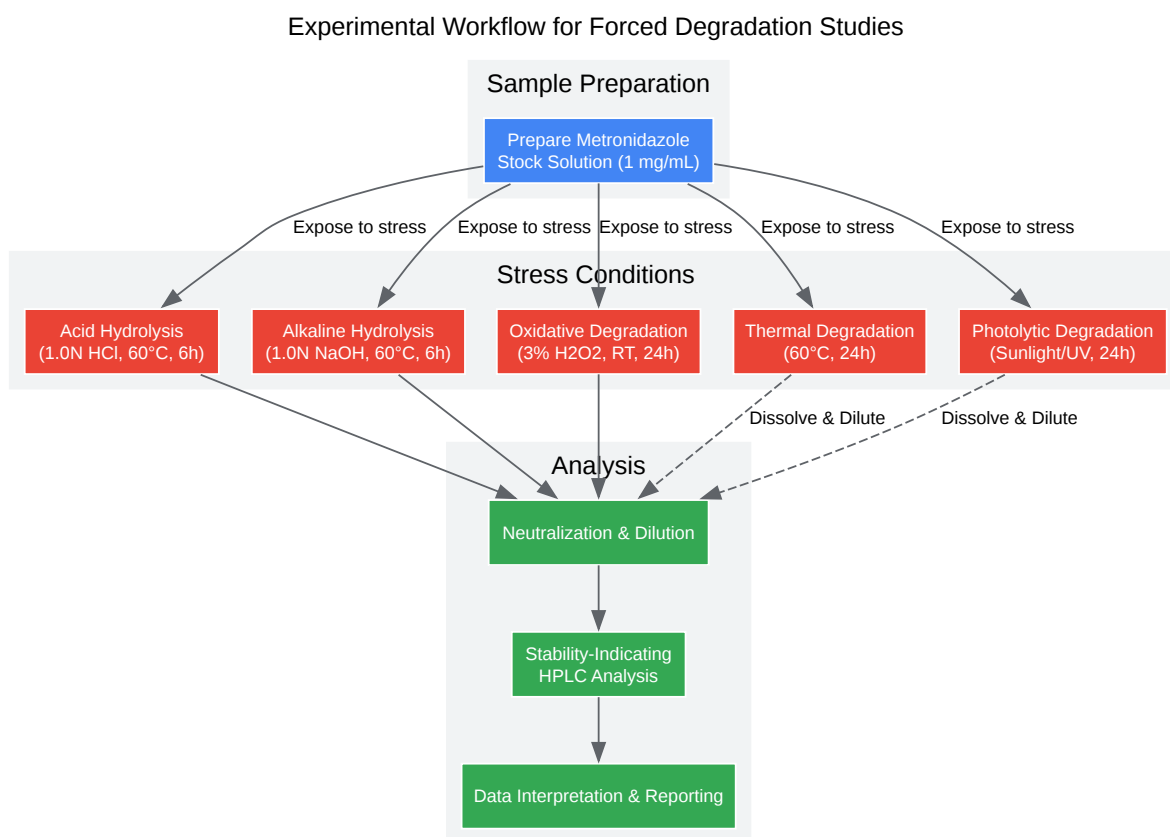 Experimental Workflow for Forced Degradation Studies
Sample Preparation
Prepare Metronidazole
Stock Solution (1 mg/mL)
Expose to stress
Expose to stress
Expose to stress
Expose to stress
Expose to stress
Stress Conditions
Acid Hydrolysis
(1.0N HCl, 60°C, 6h)
Alkaline Hydrolysis
(1.0N NaOH, 60°C, 6h)
Oxidative Degradation
(3% H2O2, RT, 24h)
Thermal Degradation
(60°C, 24h)
Photolytic Degradation
(Sunlight/UV, 24h)
Dissolve & Dilute
Dissolve & Dilute
Analysis
Neutralization & Dilution
Stability-Indicating
HPLC Analysis
Data Interpretation & Reporting